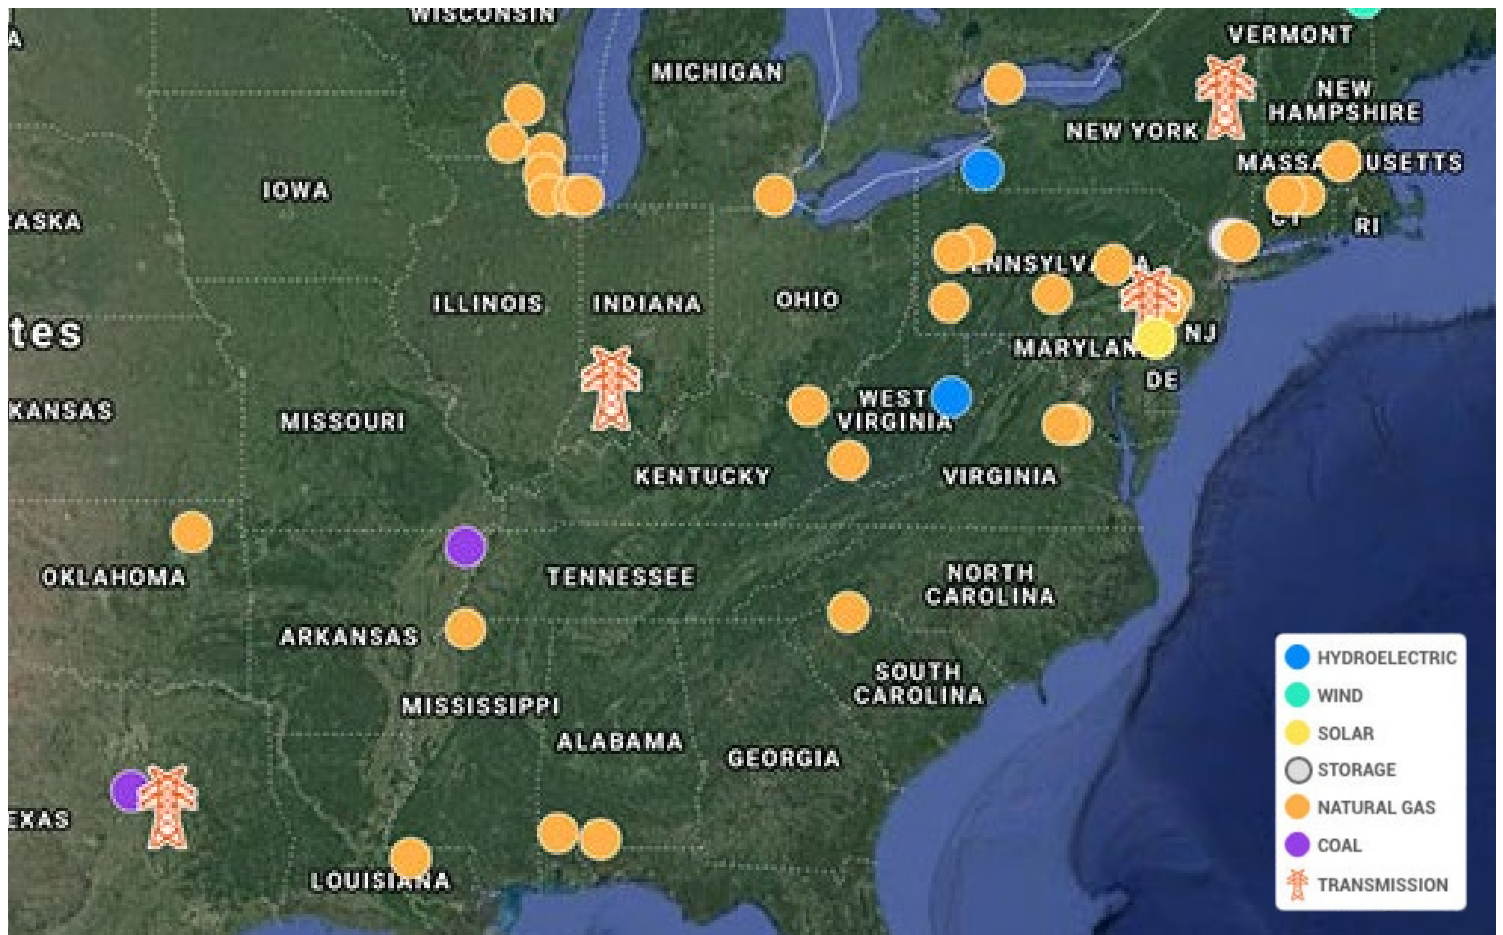 WISCONSIN
A
VERMONT
MICHIGAN
NEW
HAMPSHIRE
NEW YORK
MASSA USETTS
IOWA
RASKA
CT
RI
ENNSYLV A
ILLINOIS
INDIANA
OHIO
tes
NJ
MARYLAN
DE
KANSAS
WEST
VIRGINIA
MISSOURI
KENTUCKY
VIRGINIA
OKLAHOMA
TENNESSEE
NORTH
CAROLINA
ARKANSAS
SOUTH
CAROLINA
MISSISSIPPI
ALABAMA
GEORGIA
EXAS
LOUISIANA
HYDROELECTRIC
WIND
SOLAR
STORAGE
NATURAL GAS
COAL
TRANSMISSION